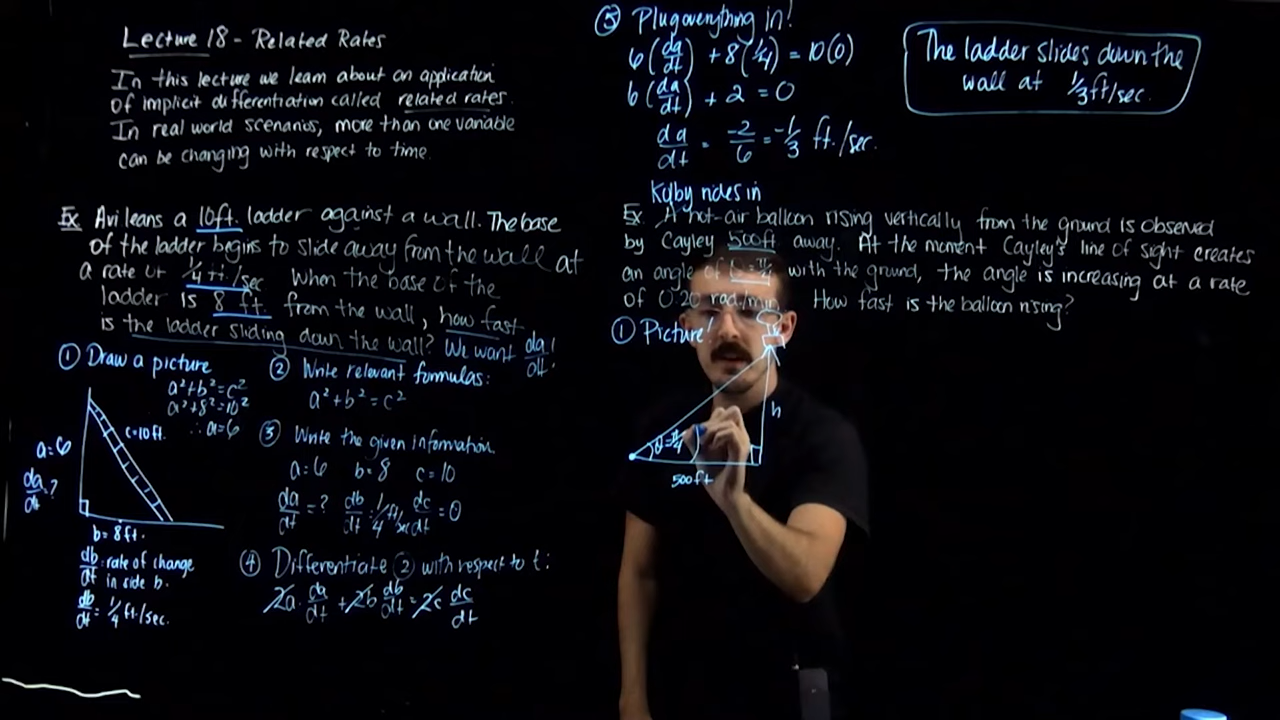 Lecture 18 - Related Rates
In this lecture we learn about an application
of implicit differentiation called related rates.
In real world scenarios, more than one variable
can be changing with respect to time.
Ex Avi leans a 10ft. ladder against a wall. The base
of the ladder begins to slide away from the wall at
a rate of 1/4 ft./sec When the base of the
ladder is 8 ft. from the wall, how fast
is the ladder sliding down the wall? We want da/dt!
① Draw a picture
a²+b²=c²
a²+8²=10²
∴ a=6
c=10ft.
a=6
da/dt?
b=8ft.
db/dt: rate of change
in side b.
db/dt = 1/4 ft/sec.
② Write relevant formulas:
a²+b²=c²
③ Write the given information.
a=6 b=8 c=10
da/dt=? db/dt=1/4 ft/sec dc/dt=0
④ Differentiate ② with respect to t:
2a·da/dt+2b db/dt=2c dc/dt
⑤ Plug everything in!
6(da/dt)+8(1/4)=10(0)
6(da/dt)+2=0
da/dt=-2/6=-1/3 ft./sec.
The ladder slides down the
wall at 1/3 ft/sec.
Kolby rides in
Ex. A hot-air balloon rising vertically from the ground is observed
by Cayley 500ft away. At the moment Cayley's line of sight creates
an angle of θ=π/4 with the ground, the angle is increasing at a rate
of 0.20 rad./min. How fast is the balloon rising?
① Picture!
h
θ=π/4
500ft